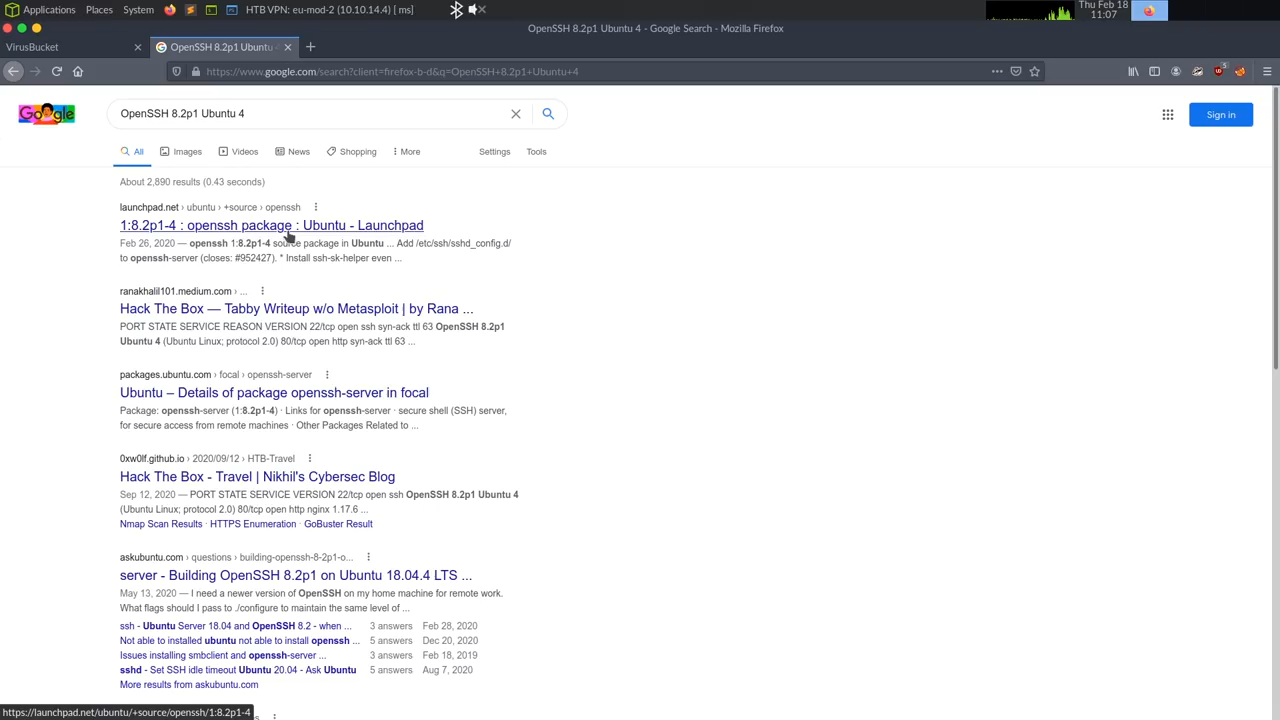 Applications Places System HTB VPN: eu-mod-2 (10.10.14.4) [ ms] Thu Feb 18
11:07
OpenSSH 8.2p1 Ubuntu 4 - Google Search - Mozilla Firefox
VirusBucket OpenSSH 8.2p1 Ubuntu 4
https://www.google.com/search?client=firefox-b-d&q=OpenSSH+8.2p1+Ubuntu+4
5
Google OpenSSH 8.2p1 Ubuntu 4 Sign in
All Images Videos News Shopping More Settings Tools
About 2,890 results (0.43 seconds)
launchpad.net › ubuntu › +source › openssh
1:8.2p1-4 : openssh package : Ubuntu - Launchpad
Feb 26, 2020 — openssh 1:8.2p1-4 source package in Ubuntu ... Add /etc/ssh/sshd_config.d/
to openssh-server (closes: #952427). * Install ssh-sk-helper even ...
ranakhalil101.medium.com › ...
Hack The Box — Tabby Writeup w/o Metasploit | by Rana ...
PORT STATE SERVICE REASON VERSION 22/tcp open ssh syn-ack ttl 63 OpenSSH 8.2p1
Ubuntu 4 (Ubuntu Linux; protocol 2.0) 80/tcp open http syn-ack ttl 63 ...
packages.ubuntu.com › focal › openssh-server
Ubuntu – Details of package openssh-server in focal
Package: openssh-server (1:8.2p1-4) · Links for openssh-server · secure shell (SSH) server,
for secure access from remote machines · Other Packages Related to ...
0xw0lf.github.io › 2020/09/12 › HTB-Travel
Hack The Box - Travel | Nikhil's Cybersec Blog
Sep 12, 2020 — PORT STATE SERVICE VERSION 22/tcp open ssh OpenSSH 8.2p1 Ubuntu 4
(Ubuntu Linux; protocol 2.0) 80/tcp open http nginx 1.17.6 ...
Nmap Scan Results · HTTPS Enumeration · GoBuster Result
askubuntu.com › questions › building-openssh-8-2p1-o...
server - Building OpenSSH 8.2p1 on Ubuntu 18.04.4 LTS ...
May 13, 2020 — I need a newer version of OpenSSH on my home machine for remote work.
What flags should I pass to ./configure to maintain the same level of ...
ssh - Ubuntu Server 18.04 and OpenSSH 8.2 - when ... 3 answers Feb 28, 2020
Not able to installed ubuntu not able to install openssh ... 5 answers Dec 20, 2020
Issues installing smbclient and openssh-server ... 3 answers Feb 18, 2019
sshd - Set SSH idle timeout Ubuntu 20.04 - Ask Ubuntu 5 answers Aug 7, 2020
More results from askubuntu.com
https://launchpad.net/ubuntu/+source/openssh/1:8.2p1-4